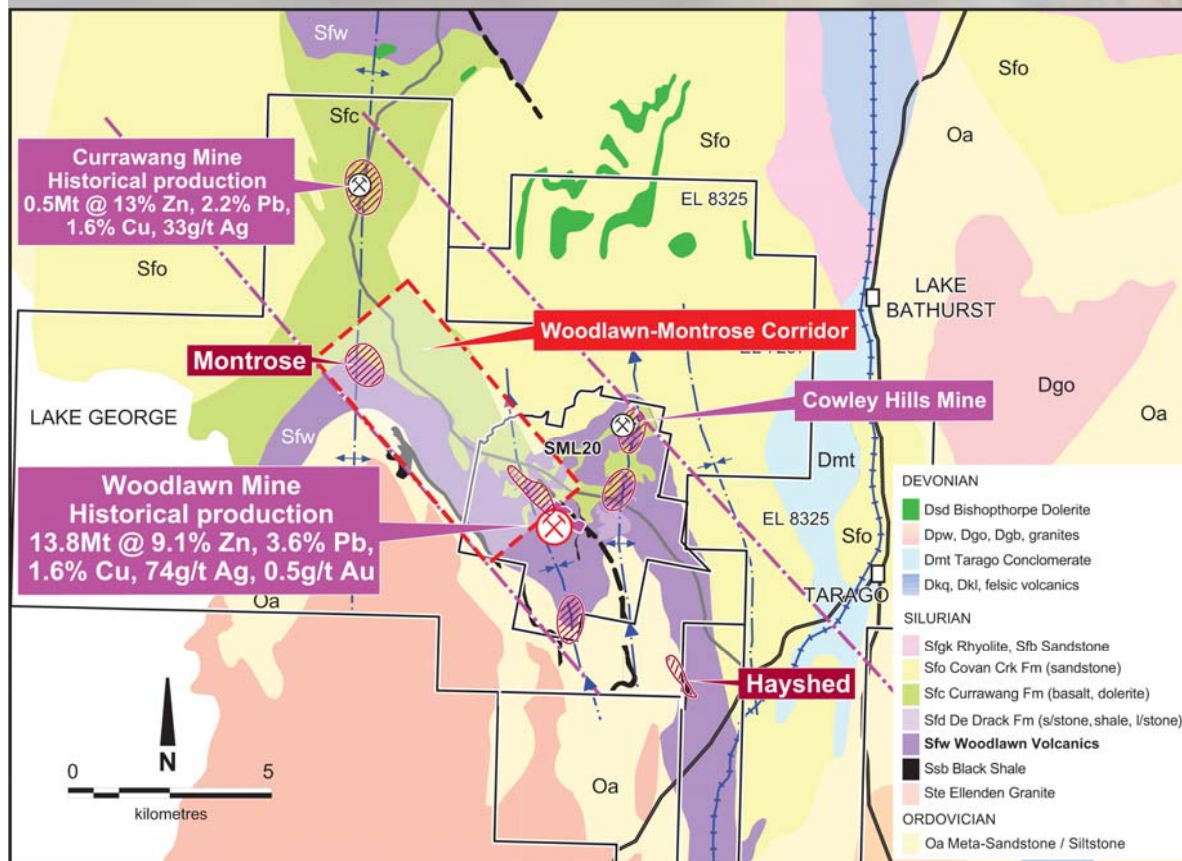 Sfw
Sfo
Sfc
Currawang Mine
Historical production
0.5Mt @ 13% Zn, 2.2% Pb,
1.6% Cu, 33g/t Ag
Sfo
EL 8325
Oa
Sfo
LAKE
BATHURST
Woodlawn-Montrose Corridor
Montrose
Dgo
Oa
Cowley Hills Mine
LAKE GEORGE
Sfw
SML20
Dmt
Woodlawn Mine
Historical production
13.8Mt @ 9.1% Zn, 3.6% Pb,
1.6% Cu, 74g/t Ag, 0.5g/t Au
EL 8325
Sfo
TARAGO
Oa
Hayshed
N
0 5
kilometres
Oa
DEVONIAN
Dsd Bishopthorpe Dolerite
Dpw, Dgo, Dgb, granites
Dmt Tarago Conclomerate
Dkq, Dkl, felsic volcanics
SILURIAN
Sfgk Rhyolite, Sfb Sandstone
Sfo Covan Crk Fm (sandstone)
Sfc Currawang Fm (basalt, dolerite)
Sfd De Drack Fm (s/stone, shale, l/stone)
Sfw Woodlawn Volcanics
Ssb Black Shale
Ste Ellenden Granite
ORDOVICIAN
Oa Meta-Sandstone / Siltstone